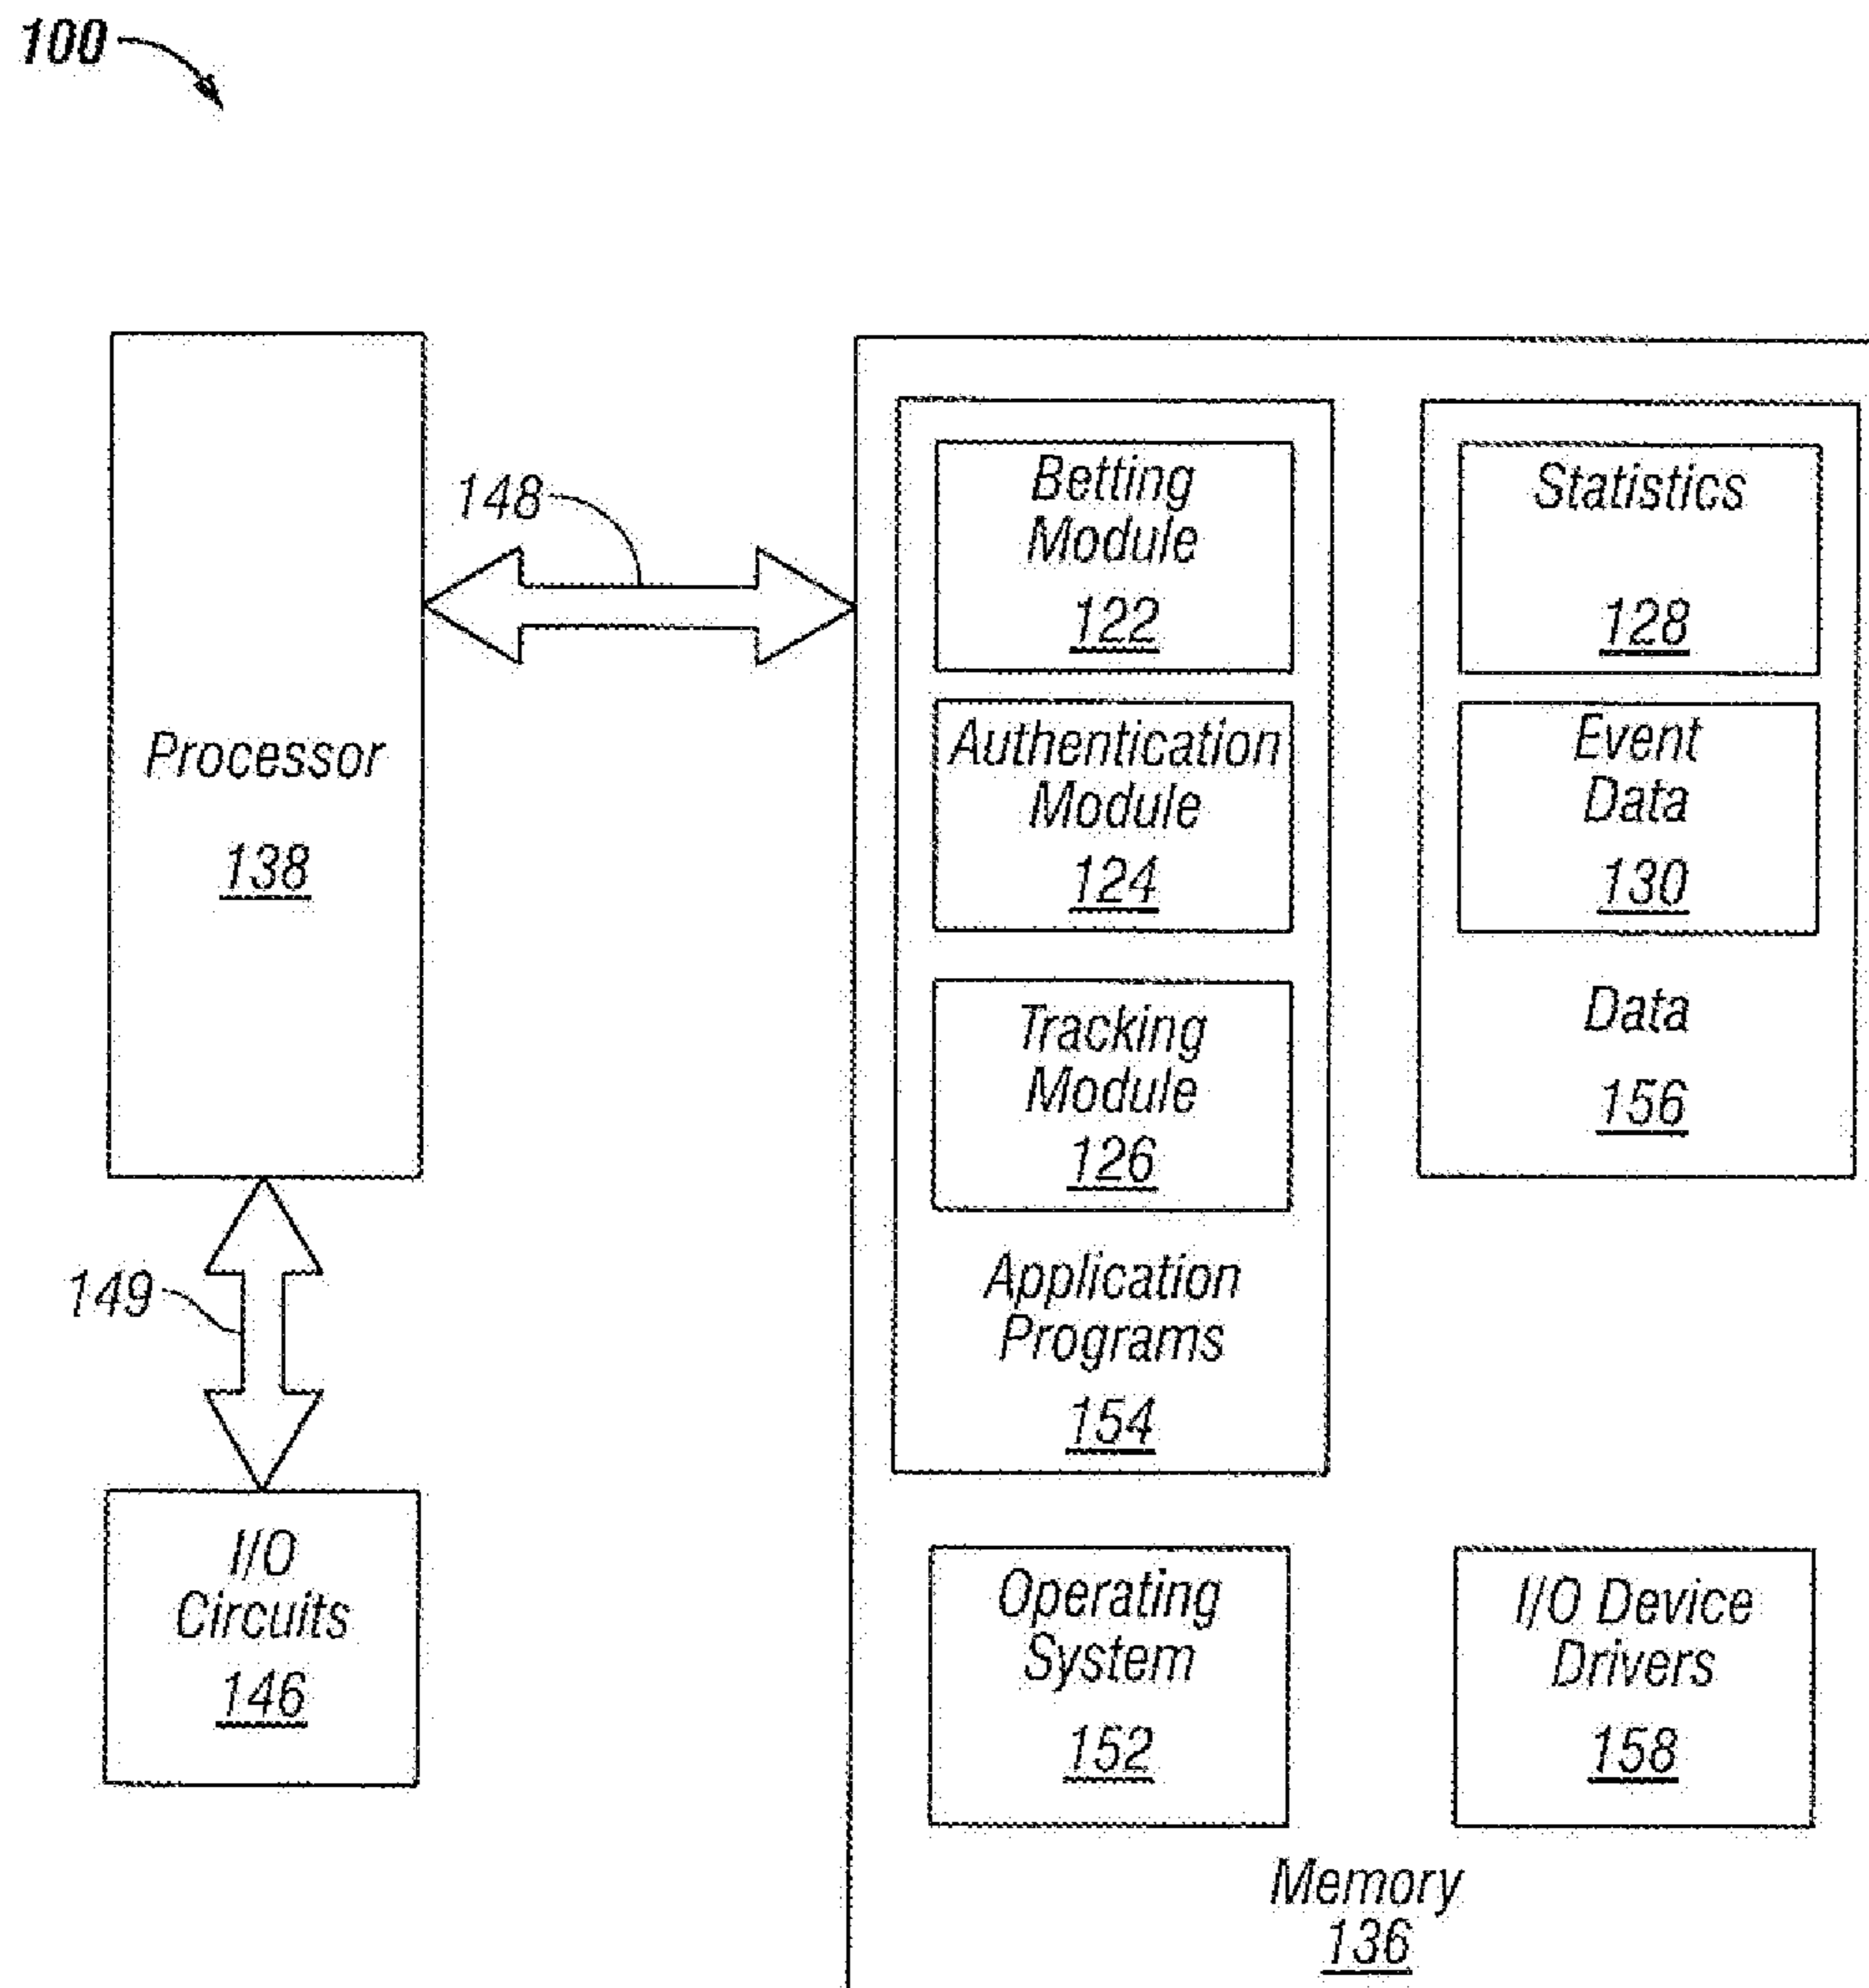 100
148
Processor
138
149
I/O
Circuits
146
Betting
Module
122
Authentication
Module
124
Tracking
Module
126
Application
Programs
154
Statistics
128
Event
Data
130
Data
156
Operating
System
152
I/O Device
Drivers
158
Memory
136